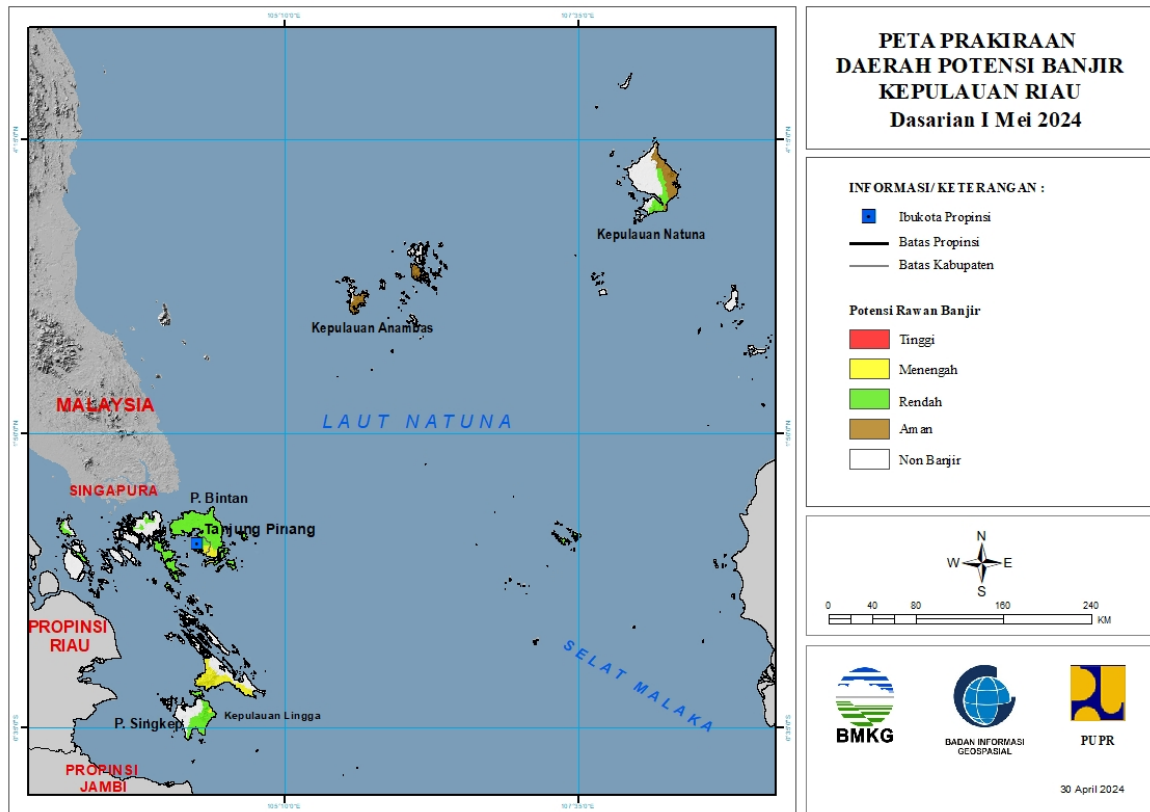 PETA PRAKIRAAN
DAERAH POTENSI BANJIR
KEPULAUAN RIAU
Dasarian I Mei 2024
INFORMASI/ KETERANGAN :
Ibukota Propinsi
Batas Propinsi
Batas Kabupaten
Potensi Rawan Banjir
Tinggi
Menengah
Rendah
Aman
Non Banjir
N
W E
S
0 40 80 160 240
KM
BMKG
BADAN INFORMASI
GEOSPASIAL
PUPR
30 April 2024
Kepulauan Natuna
Kepulauan Anambas
MALAYSIA
LAUT NATUNA
SINGAPURA
P. Bintan
Tanjung Pinang
PROPINSI
RIAU
SELAT MALAKA
P. Singkep
Kepulauan Lingga
PROPINSI
JAMBI